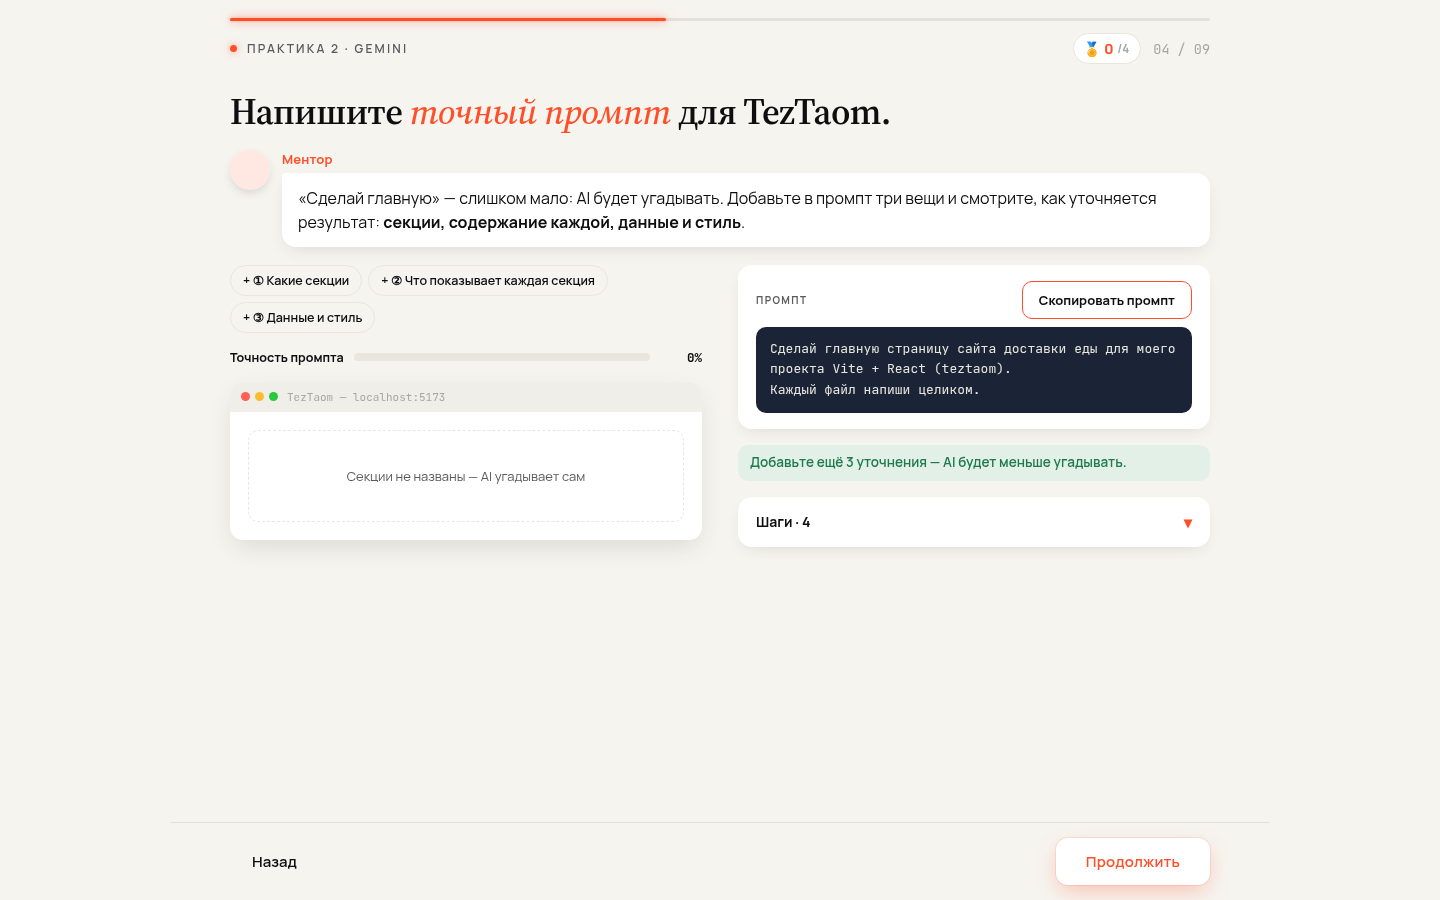 ПРАКТИКА 2 · GEMINI
🏅 0 /4
04 / 09
Напишите точный промпт для TezTaom.
Ментор
«Сделай главную» — слишком мало: AI будет угадывать. Добавьте в промпт три вещи и смотрите, как уточняется
результат: секции, содержание каждой, данные и стиль.
+ ① Какие секции
+ ② Что показывает каждая секция
+ ③ Данные и стиль
Точность промпта
0%
TezTaom — localhost:5173
Секции не названы — AI угадывает сам
ПРОМПТ
Скопировать промпт
Сделай главную страницу сайта доставки еды для моего
проекта Vite + React (teztaom).
Каждый файл напиши целиком.
Добавьте ещё 3 уточнения — AI будет меньше угадывать.
Шаги · 4
▼
Назад
Продолжить